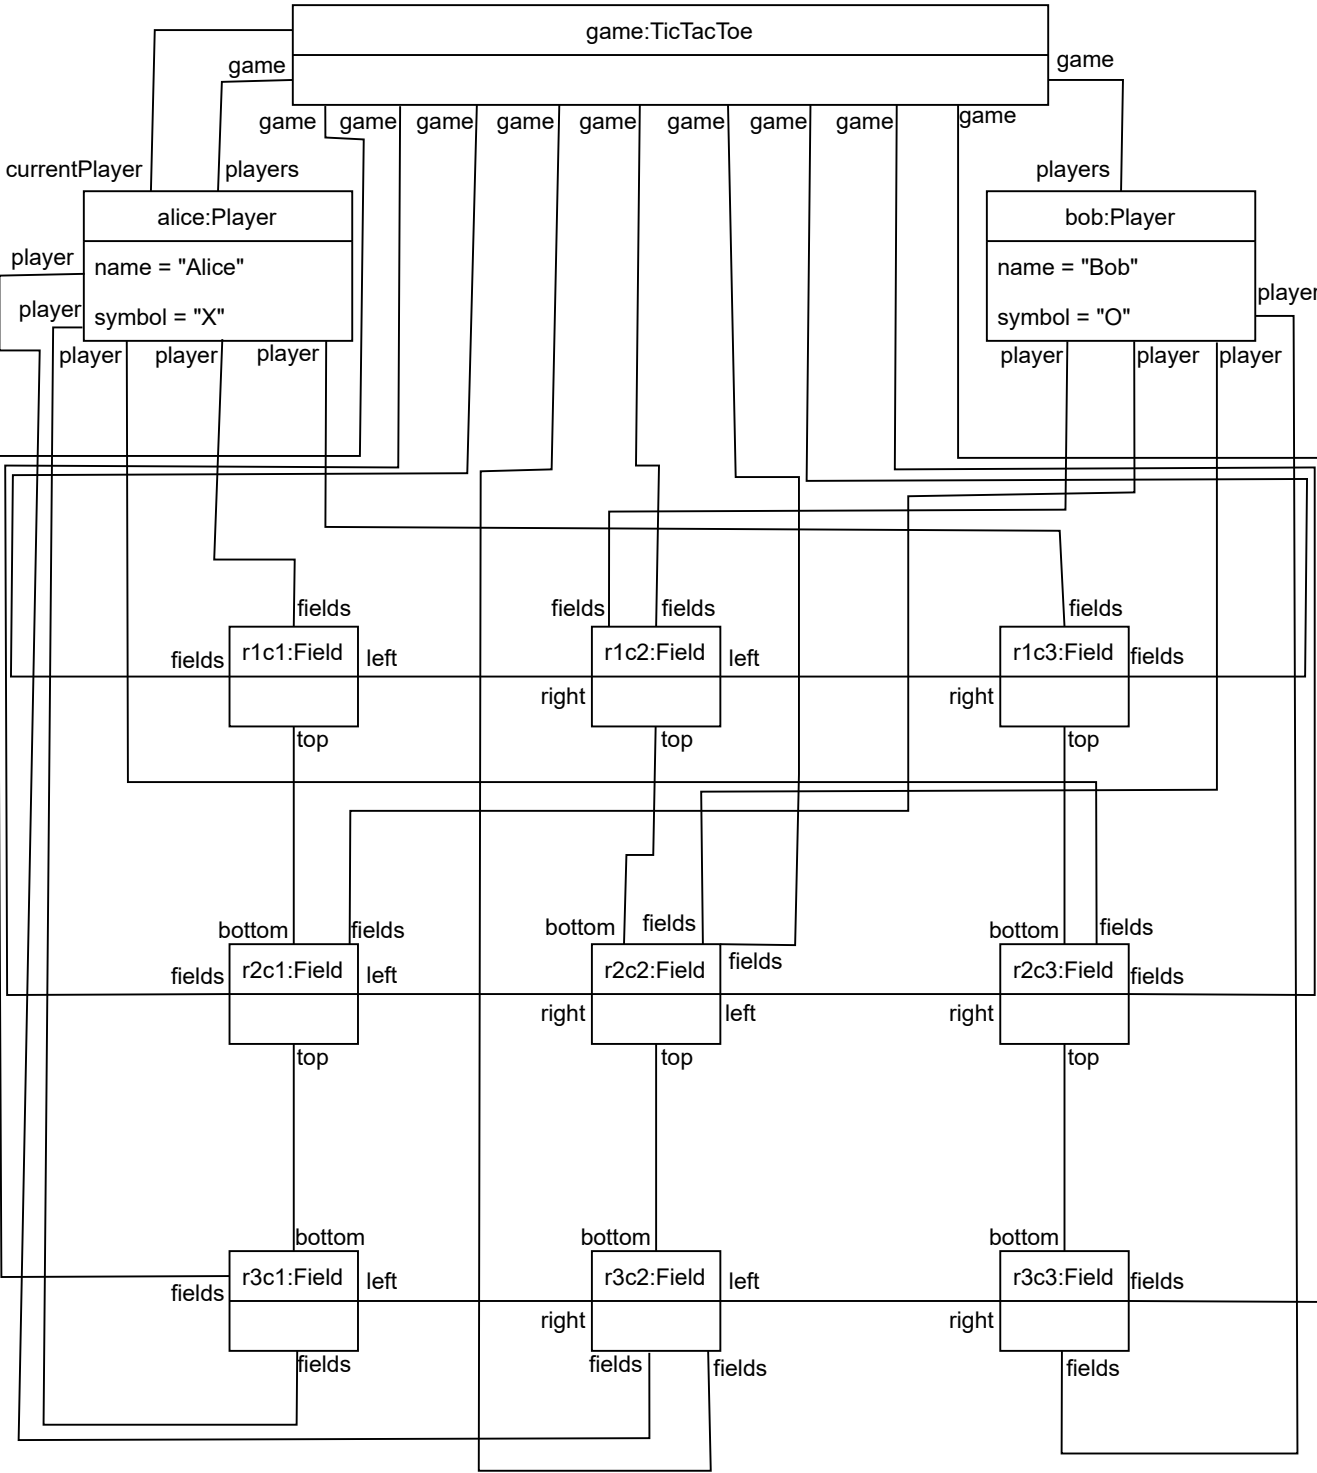 game:TicTacToe
game
game
game
game
game
game
game
game
game
game
game
currentPlayer
players
players
alice:Player
name = "Alice"
symbol = "X"
bob:Player
name = "Bob"
symbol = "O"
player
player
player
player
player
player
player
player
player
fields
fields
fields
fields
fields
r1c1:Field
left
right
r1c2:Field
left
right
r1c3:Field
fields
top
top
top
bottom
fields
bottom
fields
bottom
fields
fields
r2c1:Field
left
right
r2c2:Field
fields
left
right
r2c3:Field
fields
top
top
top
bottom
bottom
bottom
fields
r3c1:Field
left
right
r3c2:Field
left
right
r3c3:Field
fields
fields
fields
fields
fields